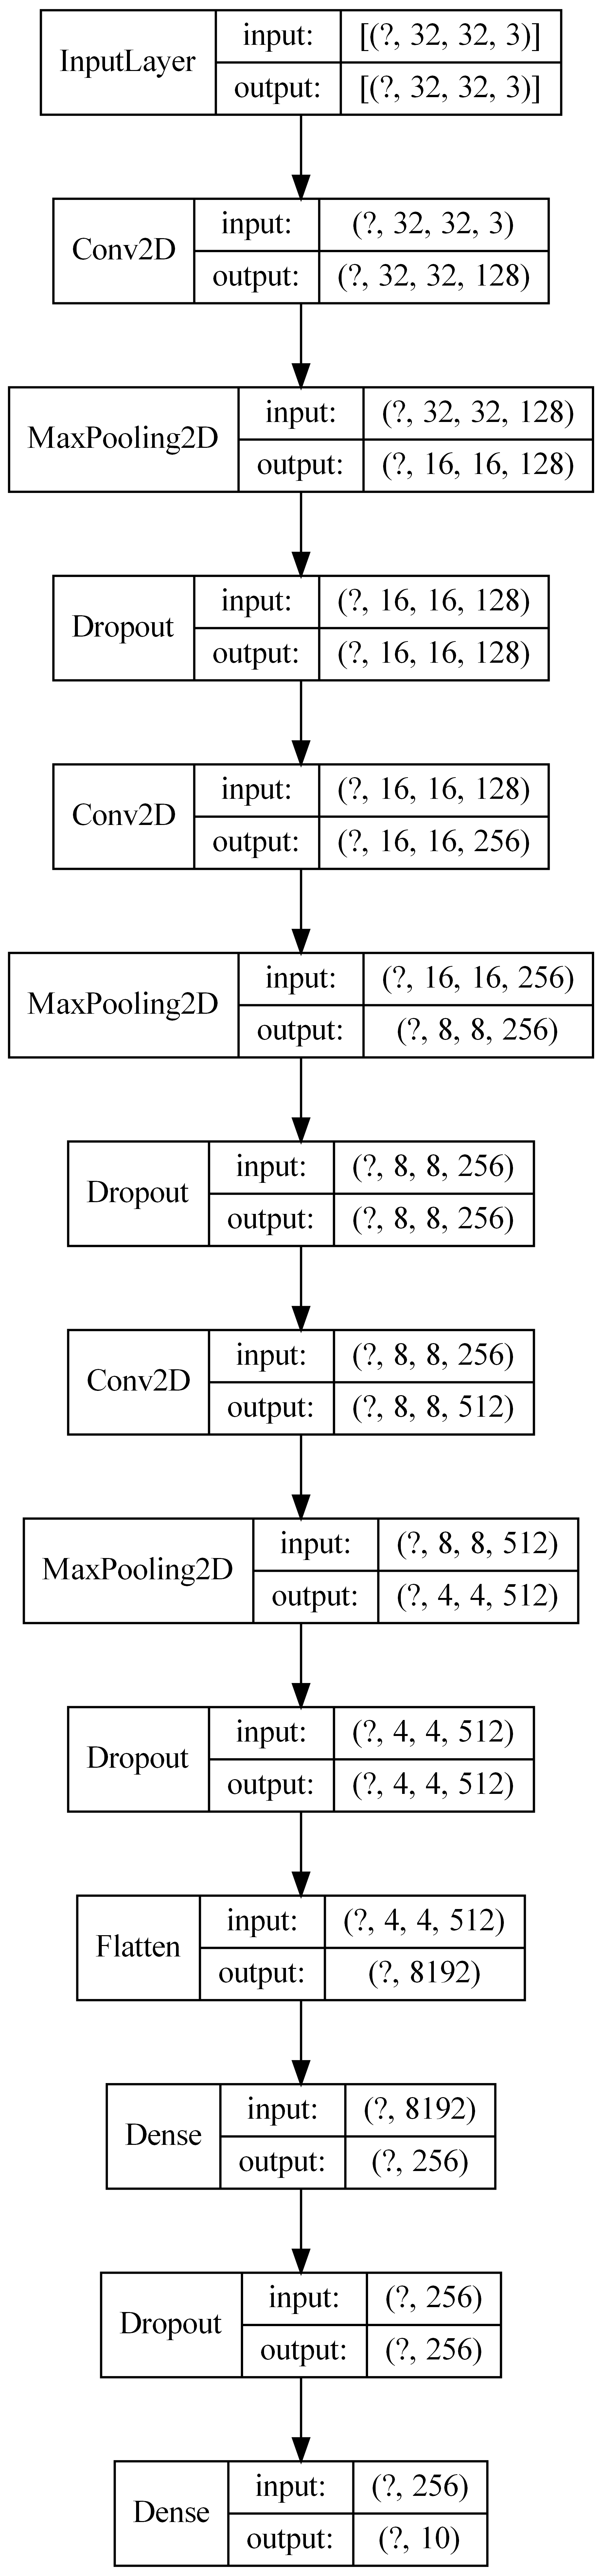 InputLayer input: [(?, 32, 32, 3)]
output: [(?, 32, 32, 3)]
Conv2D input: (?, 32, 32, 3)
output: (?, 32, 32, 128)
MaxPooling2D input: (?, 32, 32, 128)
output: (?, 16, 16, 128)
Dropout input: (?, 16, 16, 128)
output: (?, 16, 16, 128)
Conv2D input: (?, 16, 16, 128)
output: (?, 16, 16, 256)
MaxPooling2D input: (?, 16, 16, 256)
output: (?, 8, 8, 256)
Dropout input: (?, 8, 8, 256)
output: (?, 8, 8, 256)
Conv2D input: (?, 8, 8, 256)
output: (?, 8, 8, 512)
MaxPooling2D input: (?, 8, 8, 512)
output: (?, 4, 4, 512)
Dropout input: (?, 4, 4, 512)
output: (?, 4, 4, 512)
Flatten input: (?, 4, 4, 512)
output: (?, 8192)
Dense input: (?, 8192)
output: (?, 256)
Dropout input: (?, 256)
output: (?, 256)
Dense input: (?, 256)
output: (?, 10)